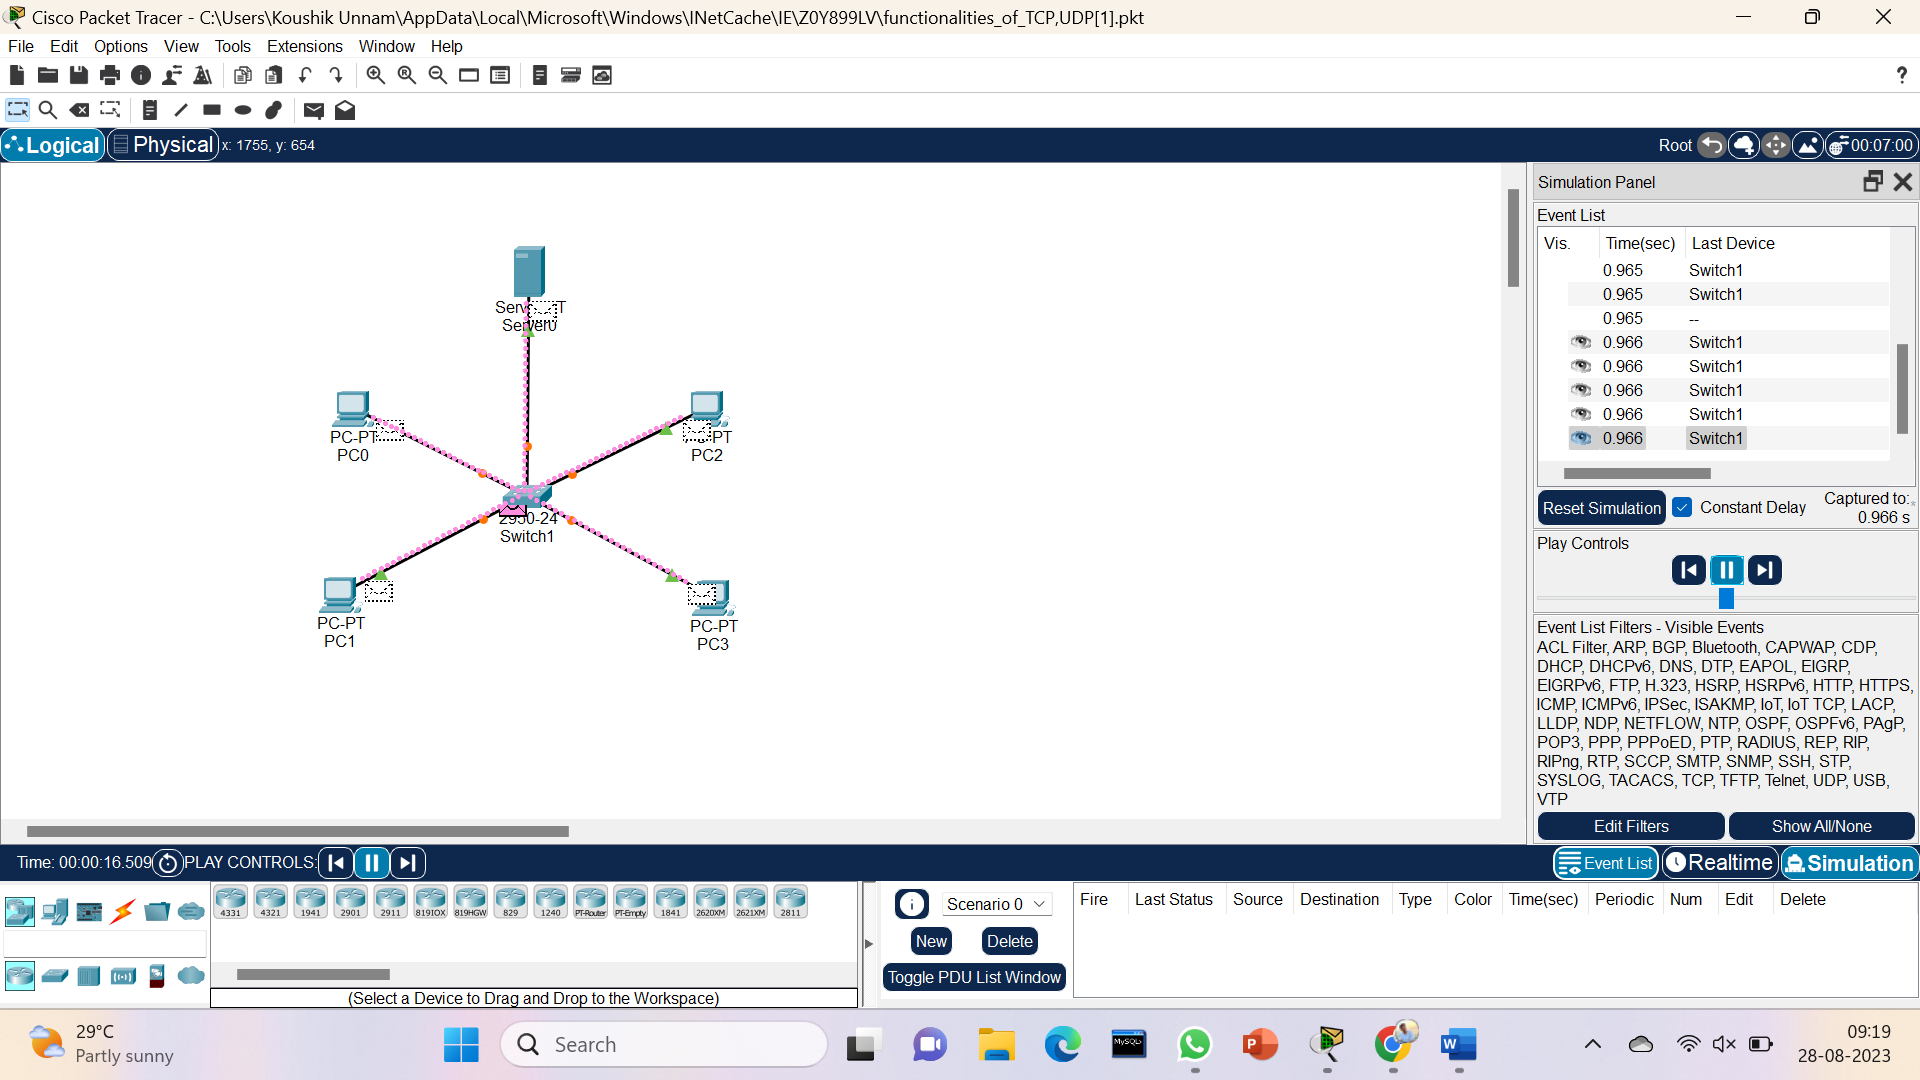 Cisco Packet Tracer - C:\Users\Koushik Unnam\AppData\Local\Microsoft\Windows\INetCache\IE\Z0Y899LV\functionalities_of_TCP,UDP[1].pkt
File Edit Options View Tools Extensions Window Help
?
Logical Physical x: 1755, y: 654 Root 00:07:00
Simulation Panel
Event List
Vis. Time(sec) Last Device
0.965 Switch1
0.965 Switch1
0.965 --
0.966 Switch1
0.966 Switch1
0.966 Switch1
0.966 Switch1
0.966 Switch1
Reset Simulation Constant Delay Captured to:
0.966 s
Play Controls
Event List Filters - Visible Events
ACL Filter, ARP, BGP, Bluetooth, CAPWAP, CDP,
DHCP, DHCPv6, DNS, DTP, EAPOL, EIGRP,
EIGRPv6, FTP, H.323, HSRP, HSRPv6, HTTP, HTTPS,
ICMP, ICMPv6, IPSec, ISAKMP, IoT, IoT TCP, LACP,
LLDP, NDP, NETFLOW, NTP, OSPF, OSPFv6, PAgP,
POP3, PPP, PPPoED, PTP, RADIUS, REP, RIP,
RIPng, RTP, SCCP, SMTP, SNMP, SSH, STP,
SYSLOG, TACACS, TCP, TFTP, Telnet, UDP, USB,
VTP
Edit Filters Show All/None
Server0
PC-PT
PC0
PT
PC2
2950-24
Switch1
PC-PT
PC1
PC-PT
PC3
Time: 00:00:16.509 PLAY CONTROLS: Event List Realtime Simulation
4331 4321 1941 2901 2911 819IOX 819HGW 829 1240 PT-Router PT-Empty 1841 2620XM 2621XM 2811
(Select a Device to Drag and Drop to the Workspace)
Scenario 0
New Delete
Toggle PDU List Window
Fire Last Status Source Destination Type Color Time(sec) Periodic Num Edit Delete
29°C
Partly sunny
Search
MySQL
09:19
28-08-2023